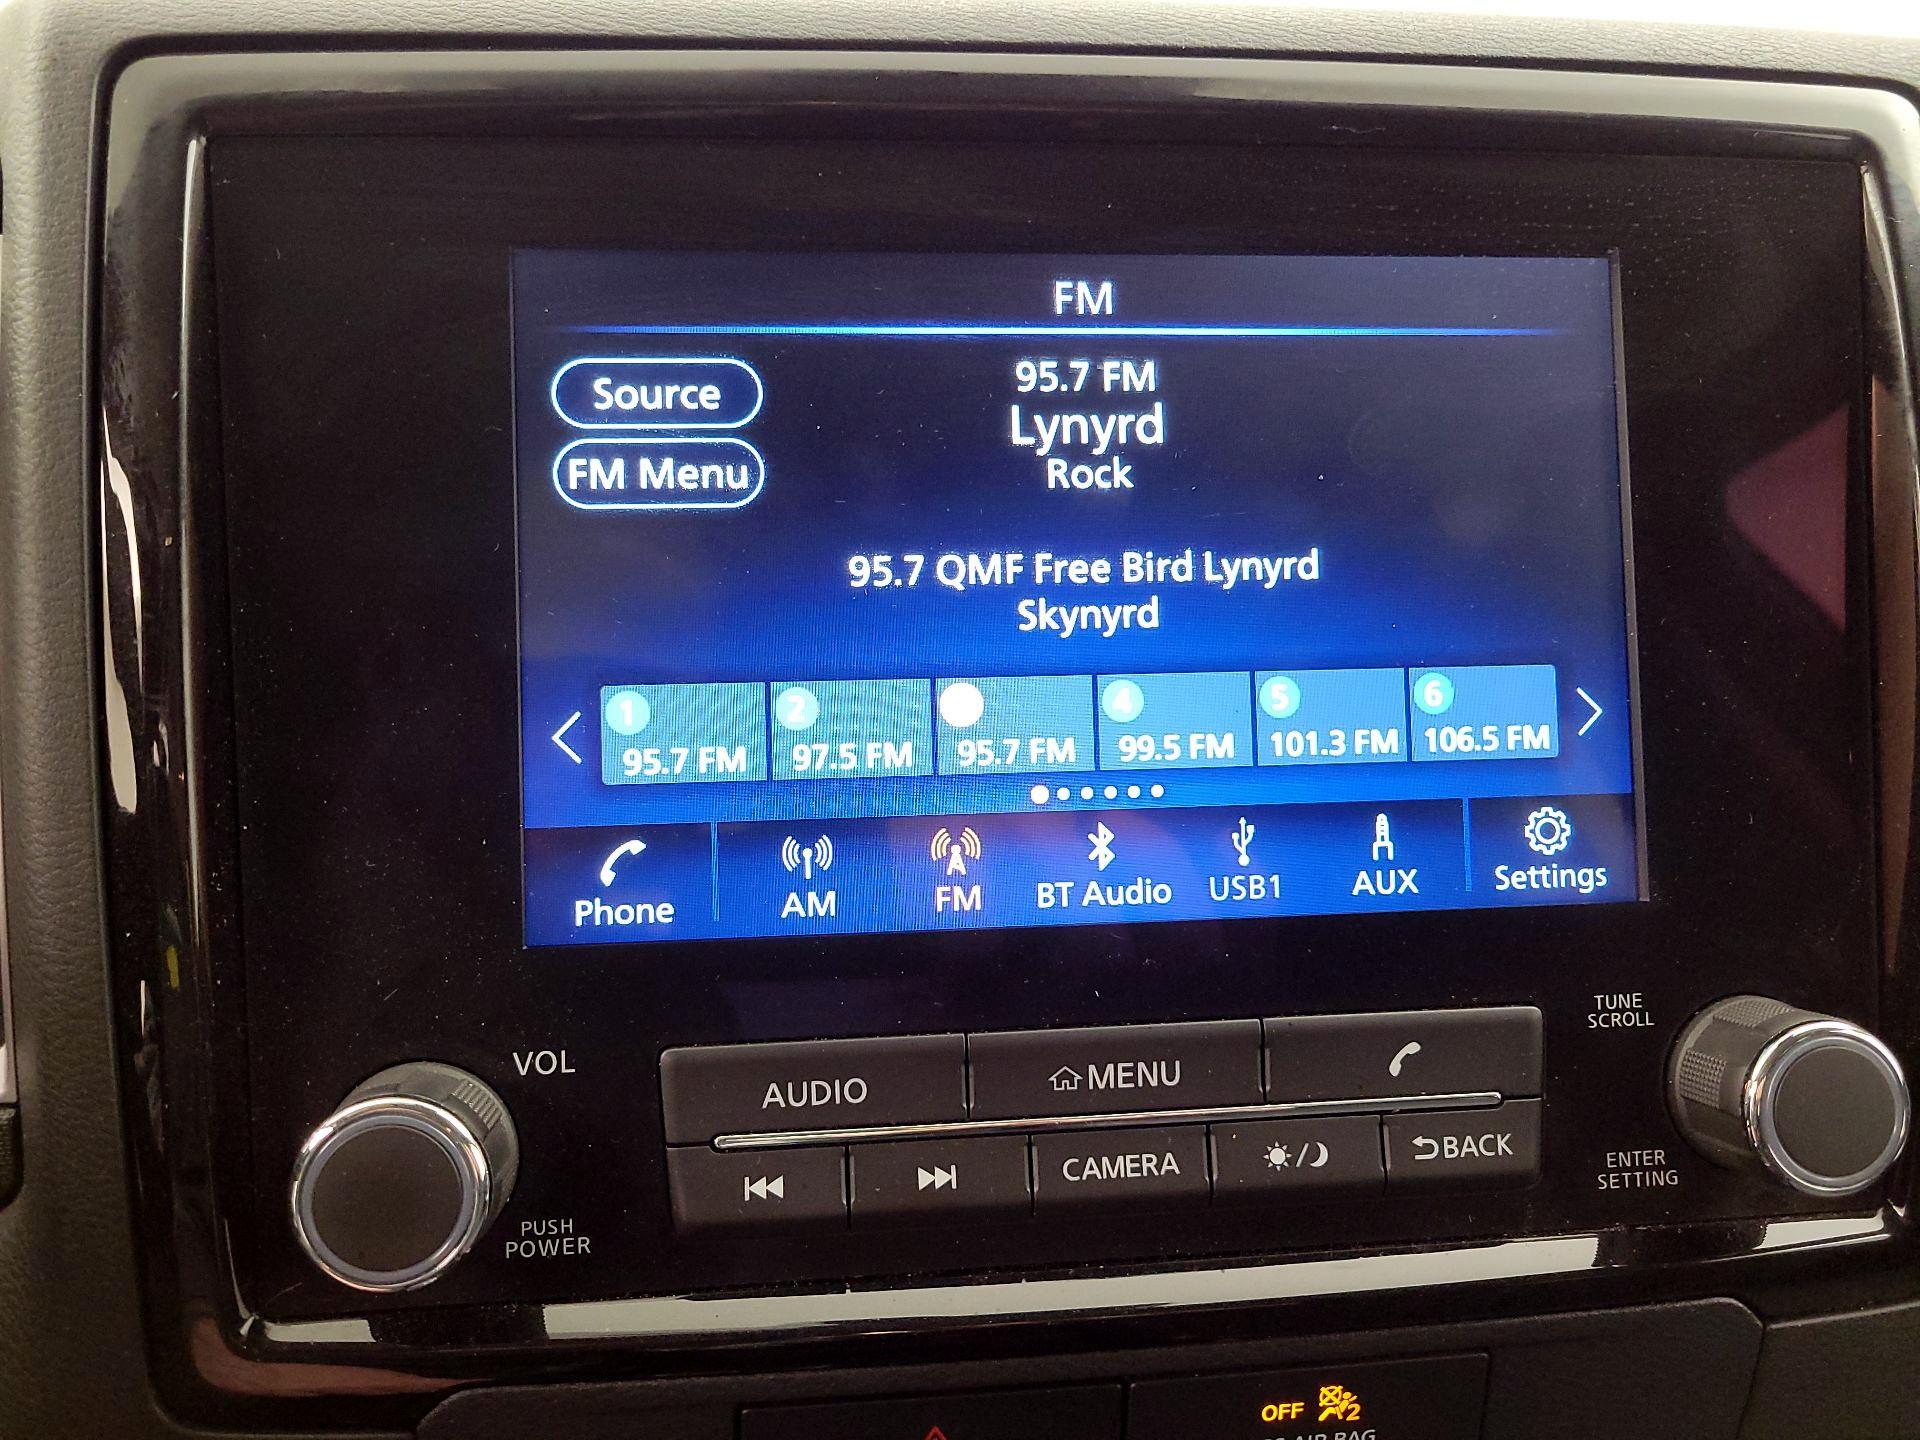 FM
Source
95.7 FM
Lynyrd
FM Menu
Rock
95.7 QMF Free Bird Lynyrd
Skynyrd
1 2 4 5 6
95.7 FM 97.5 FM 95.7 FM 99.5 FM 101.3 FM 106.5 FM
Phone AM FM BT Audio USB1 AUX Settings
TUNE
SCROLL
VOL
AUDIO MENU
CAMERA BACK
ENTER
SETTING
PUSH
POWER
OFF 2
AIR BAG